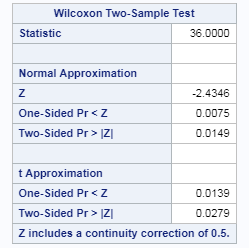 Wilcoxon Two-Sample Test
Statistic 36.0000
Normal Approximation
Z -2.4346
One-Sided Pr < Z 0.0075
Two-Sided Pr > |Z| 0.0149
t Approximation
One-Sided Pr < Z 0.0139
Two-Sided Pr > |Z| 0.0279
Z includes a continuity correction of 0.5.